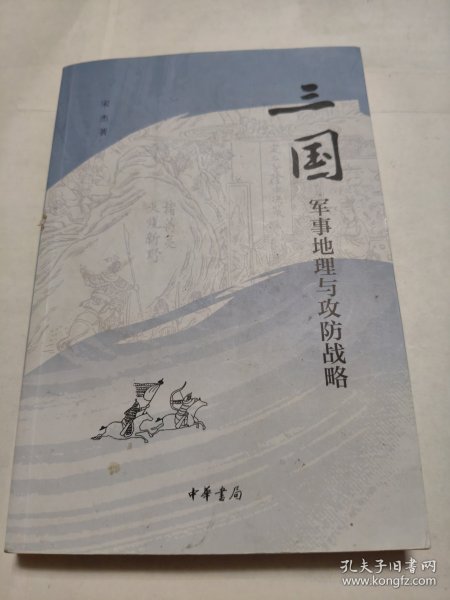 三国
军事地理与攻防战略
宋 杰 著
中华书局
孔夫子旧书网
www.kongfz.com